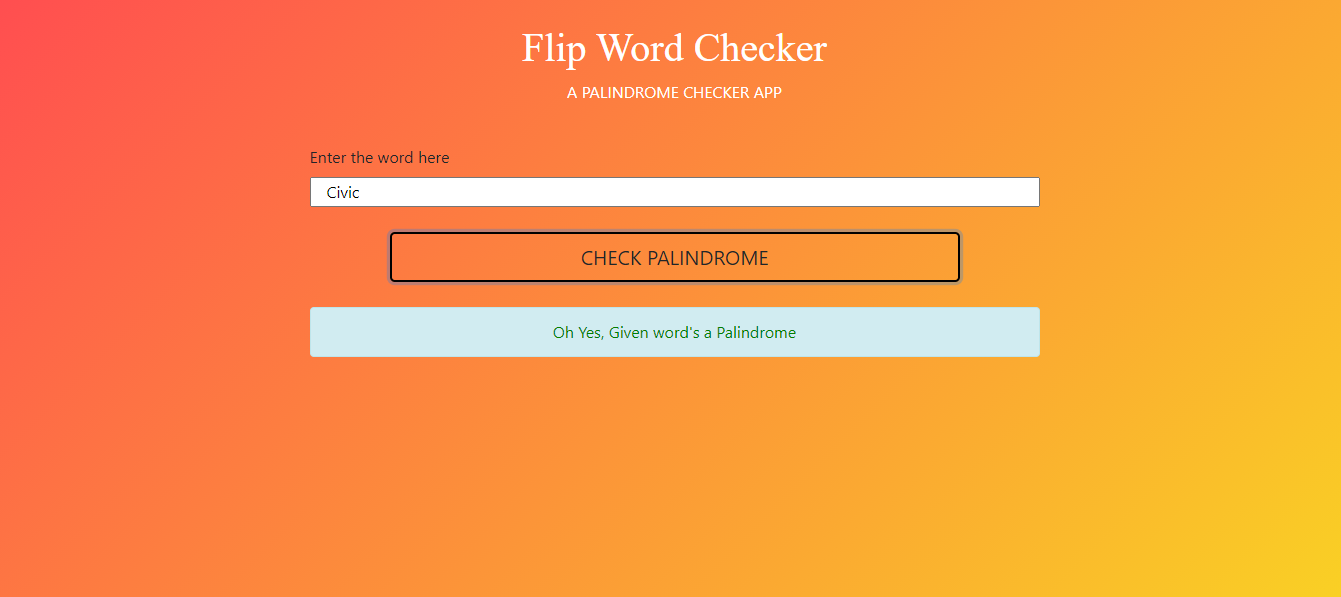 Flip Word Checker
A PALINDROME CHECKER APP
Enter the word here
Civic
CHECK PALINDROME
Oh Yes, Given word's a Palindrome